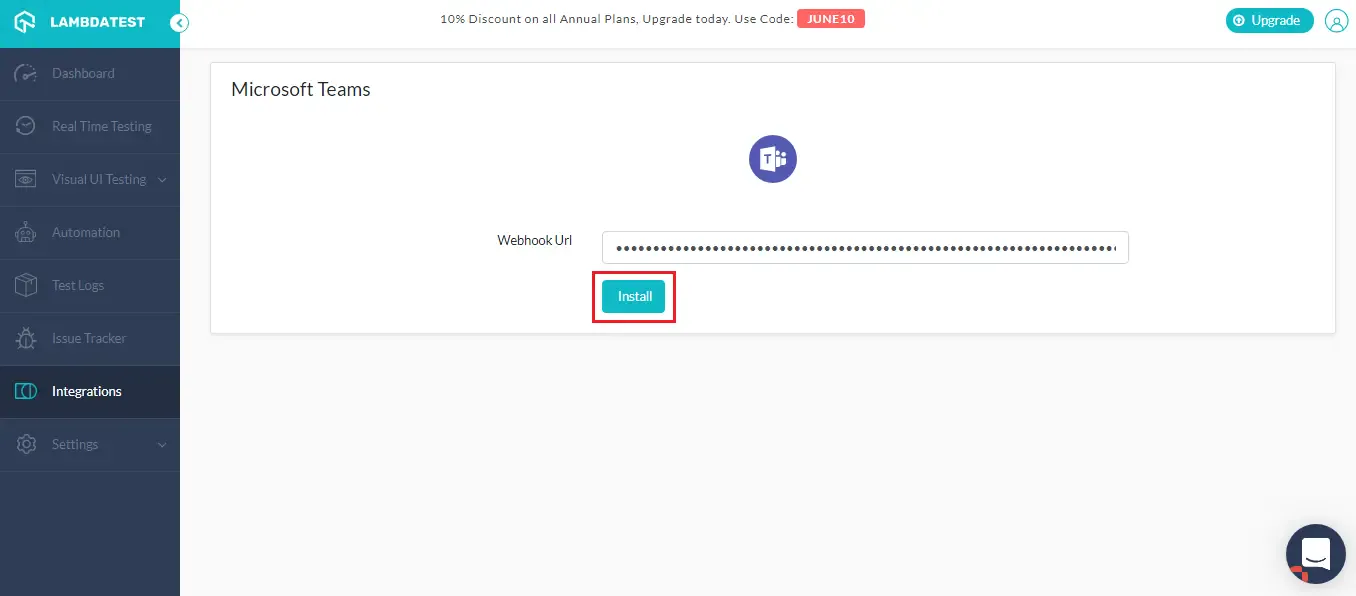 LAMBDATEST
10% Discount on all Annual Plans, Upgrade today. Use Code: JUNE10
Upgrade
Dashboard
Real Time Testing
Visual UI Testing
Automation
Test Logs
Issue Tracker
Integrations
Settings
Microsoft Teams
T
Webhook Url
••••••••••••••••••••••••••••••••••••••••••••••••••••••••••••••••••••
Install